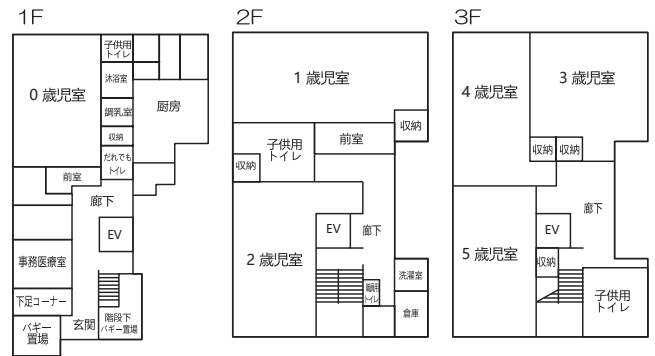 1F
子供用
トイレ
沐浴室
0歳児室
調乳室
厨房
収納
だれでも
トイレ
前室
廊下
EV
事務医療室
下足コーナー
玄関
階段下
バギー置場
バギー
置場
2F
1歳児室
収納
子供用
トイレ
前室
収納
EV
廊下
2歳児室
洗濯室
職員用
トイレ
倉庫
3F
4歳児室
3歳児室
収納
収納
廊下
EV
5歳児室
収納
子供用
トイレ